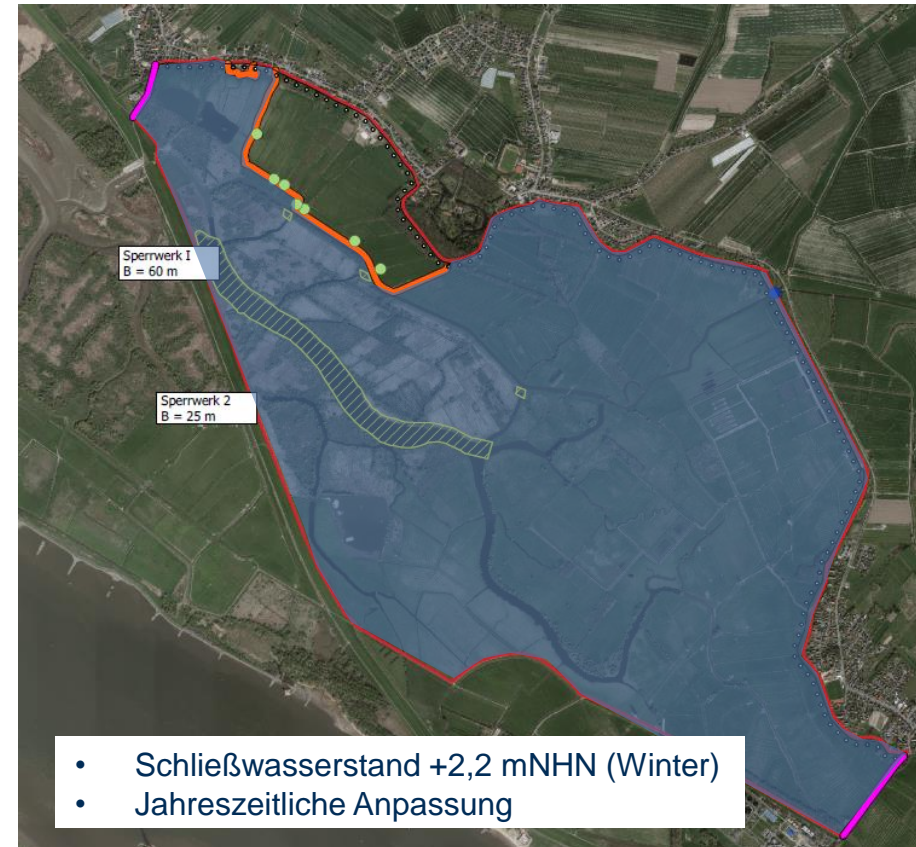 Sperrwerk I
B = 60 m
Sperrwerk 2
B = 25 m
• Schließwasserstand +2,2 mNHN (Winter)
• Jahreszeitliche Anpassung